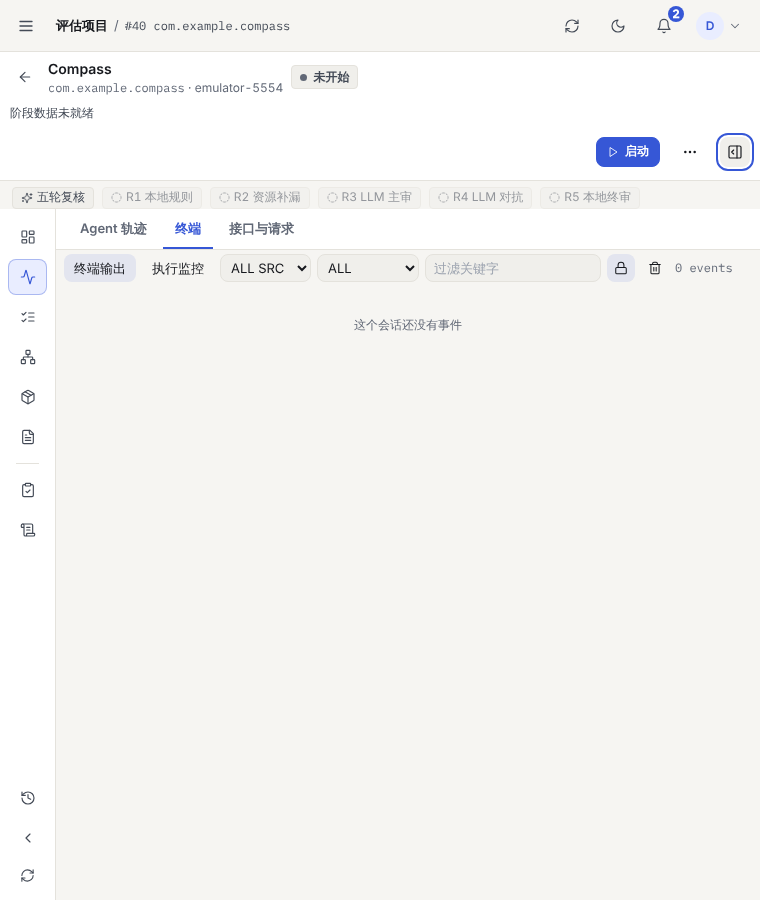 评估项目 / #40 com.example.compass
2
D
Compass
com.example.compass · emulator-5554
未开始
阶段数据未就绪
启动
五轮复核 R1 本地规则 R2 资源补漏 R3 LLM 主审 R4 LLM 对抗 R5 本地终审
Agent 轨迹 终端 接口与请求
终端输出 执行监控 ALL SRC ALL 过滤关键字 0 events
这个会话还没有事件